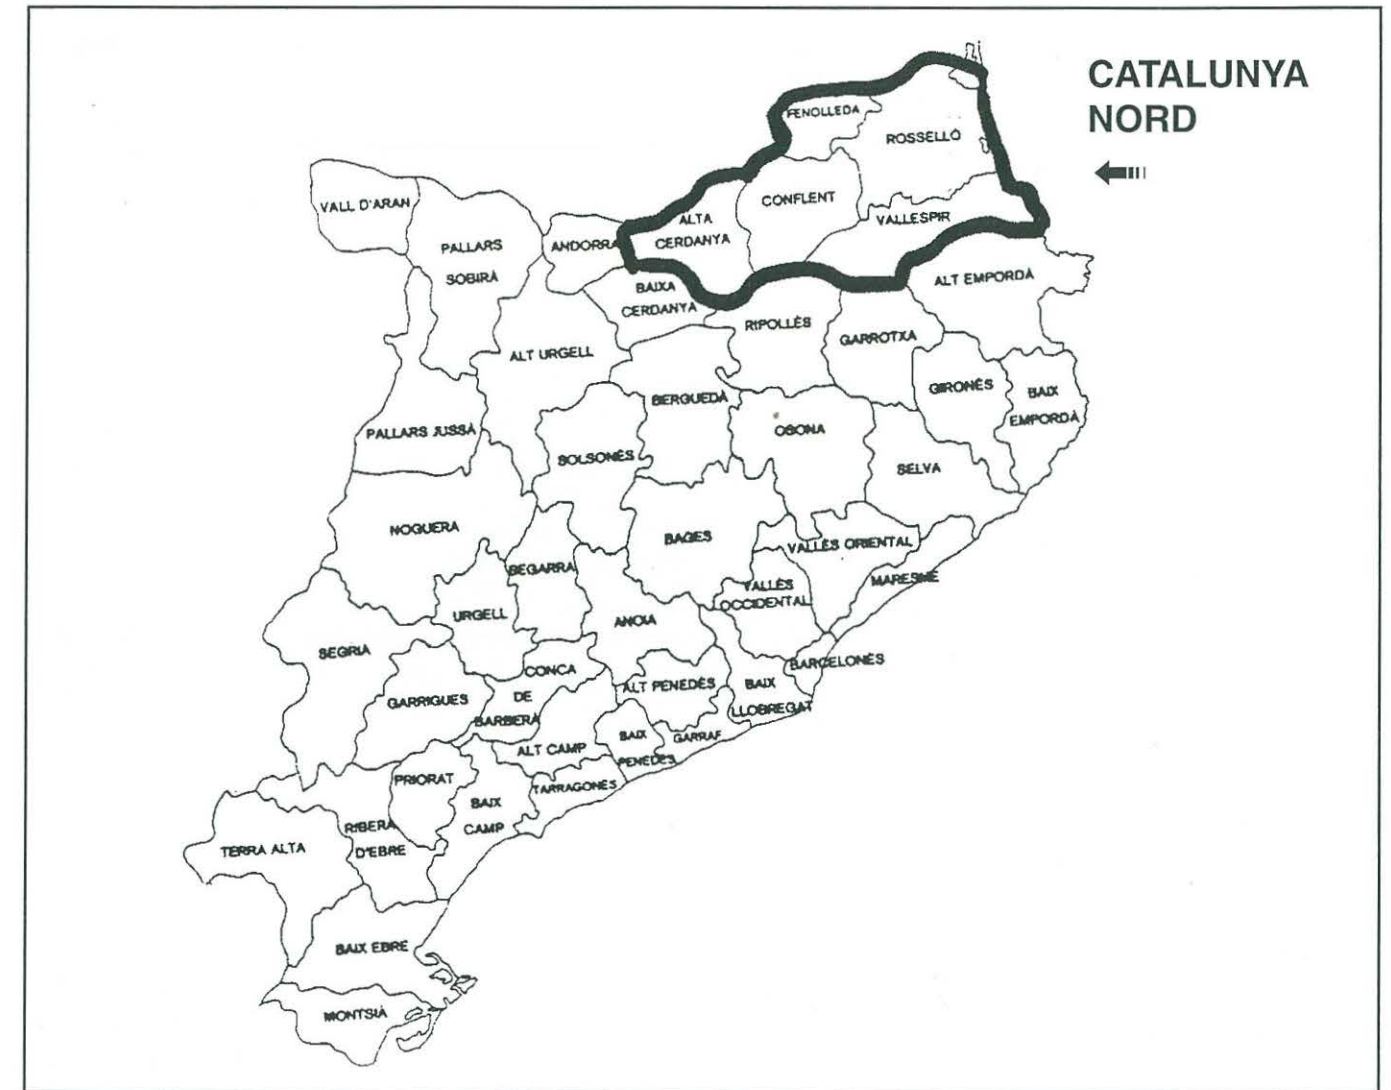 CATALUNYA
NORD
FENOLLEDA
ROSSELLÓ
CONFLENT
VALLESPIR
ALTA
CERDANYA
VALL D'ARAN
PALLARS
SOBIRÀ
ANDORRA
BAIXA
CERDANYA
ALT EMPORDÀ
RIPOLLÈS
GARROTXA
ALT URGELL
BERGUEDÀ
GIRONÈS
BAIX
EMPORDÀ
PALLARS JUSSÀ
SOLSONÈS
OSONA
SELVA
NOGUERA
BAGES
VALLÈS ORIENTAL
SEGARRA
VALLÈS
OCCIDENTAL
MARESME
URGELL
ANOIA
SEGRIA
BARCELONÈS
CONCA
DE
BARBERÀ
ALT PENEDÈS
BAIX
LLOBREGAT
GARRIGUES
ALT CAMP
BAIX
PENEDÈS
GARRAF
PRIORAT
TARRAGONÈS
BAIX
CAMP
RIBERA
D'EBRE
TERRA ALTA
BAIX EBRE
MONTSIÀ